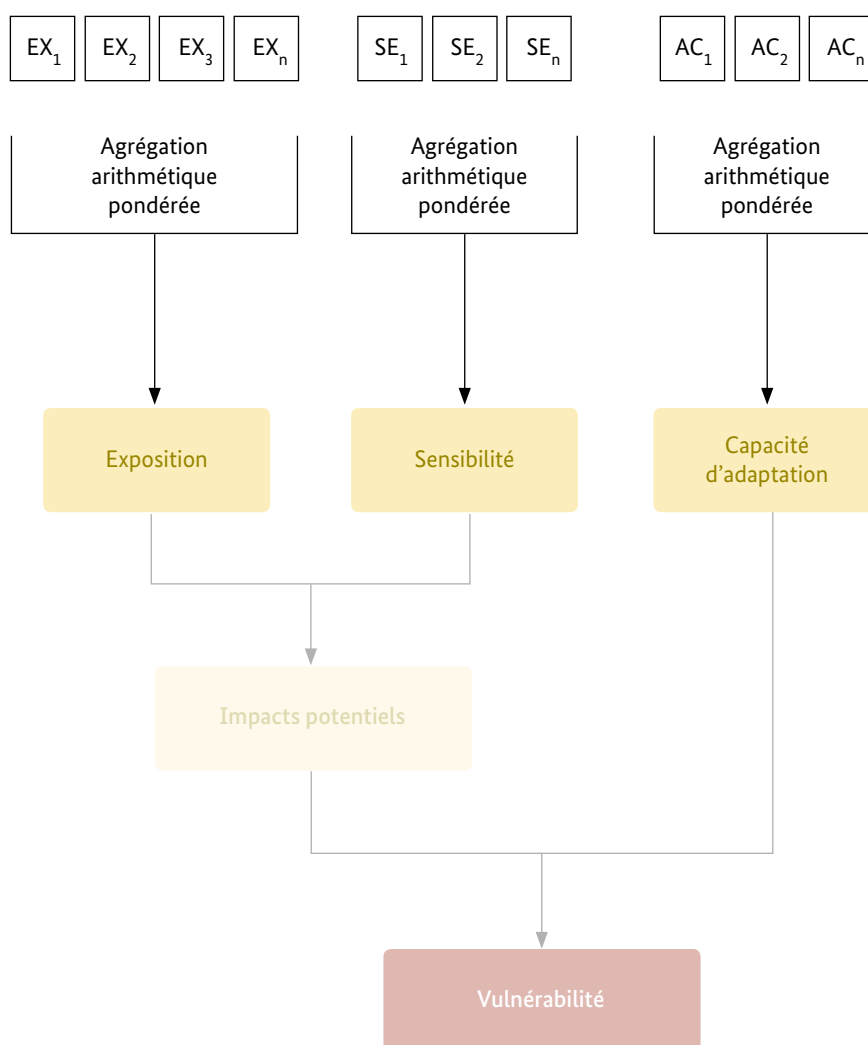 EX₁ EX₂ EX₃ EXₙ SE₁ SE₂ SEₙ AC₁ AC₂ ACₙ
Agrégation
arithmétique
pondérée
Agrégation
arithmétique
pondérée
Agrégation
arithmétique
pondérée
Exposition
Sensibilité
Capacité
d’adaptation
Impacts potentiels
Vulnérabilité